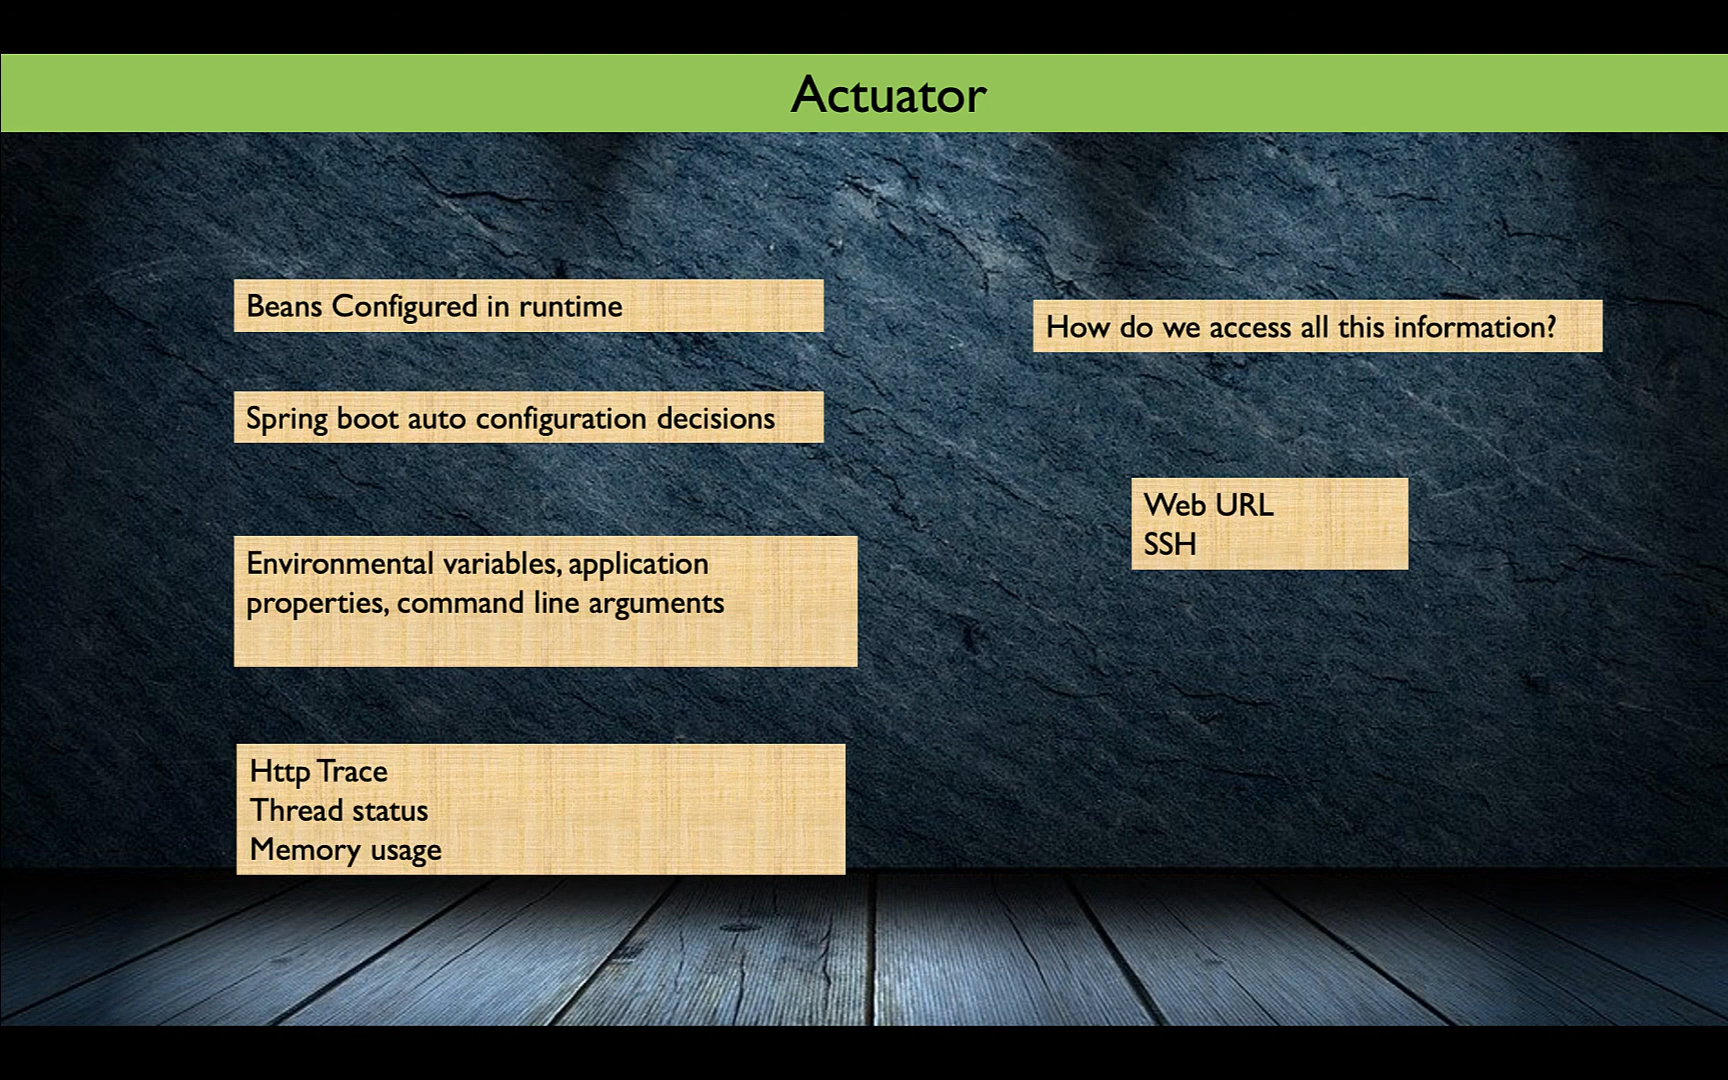 Actuator
Beans Configured in runtime
Spring boot auto configuration decisions
Environmental variables, application
properties, command line arguments
Http Trace
Thread status
Memory usage
How do we access all this information?
Web URL
SSH